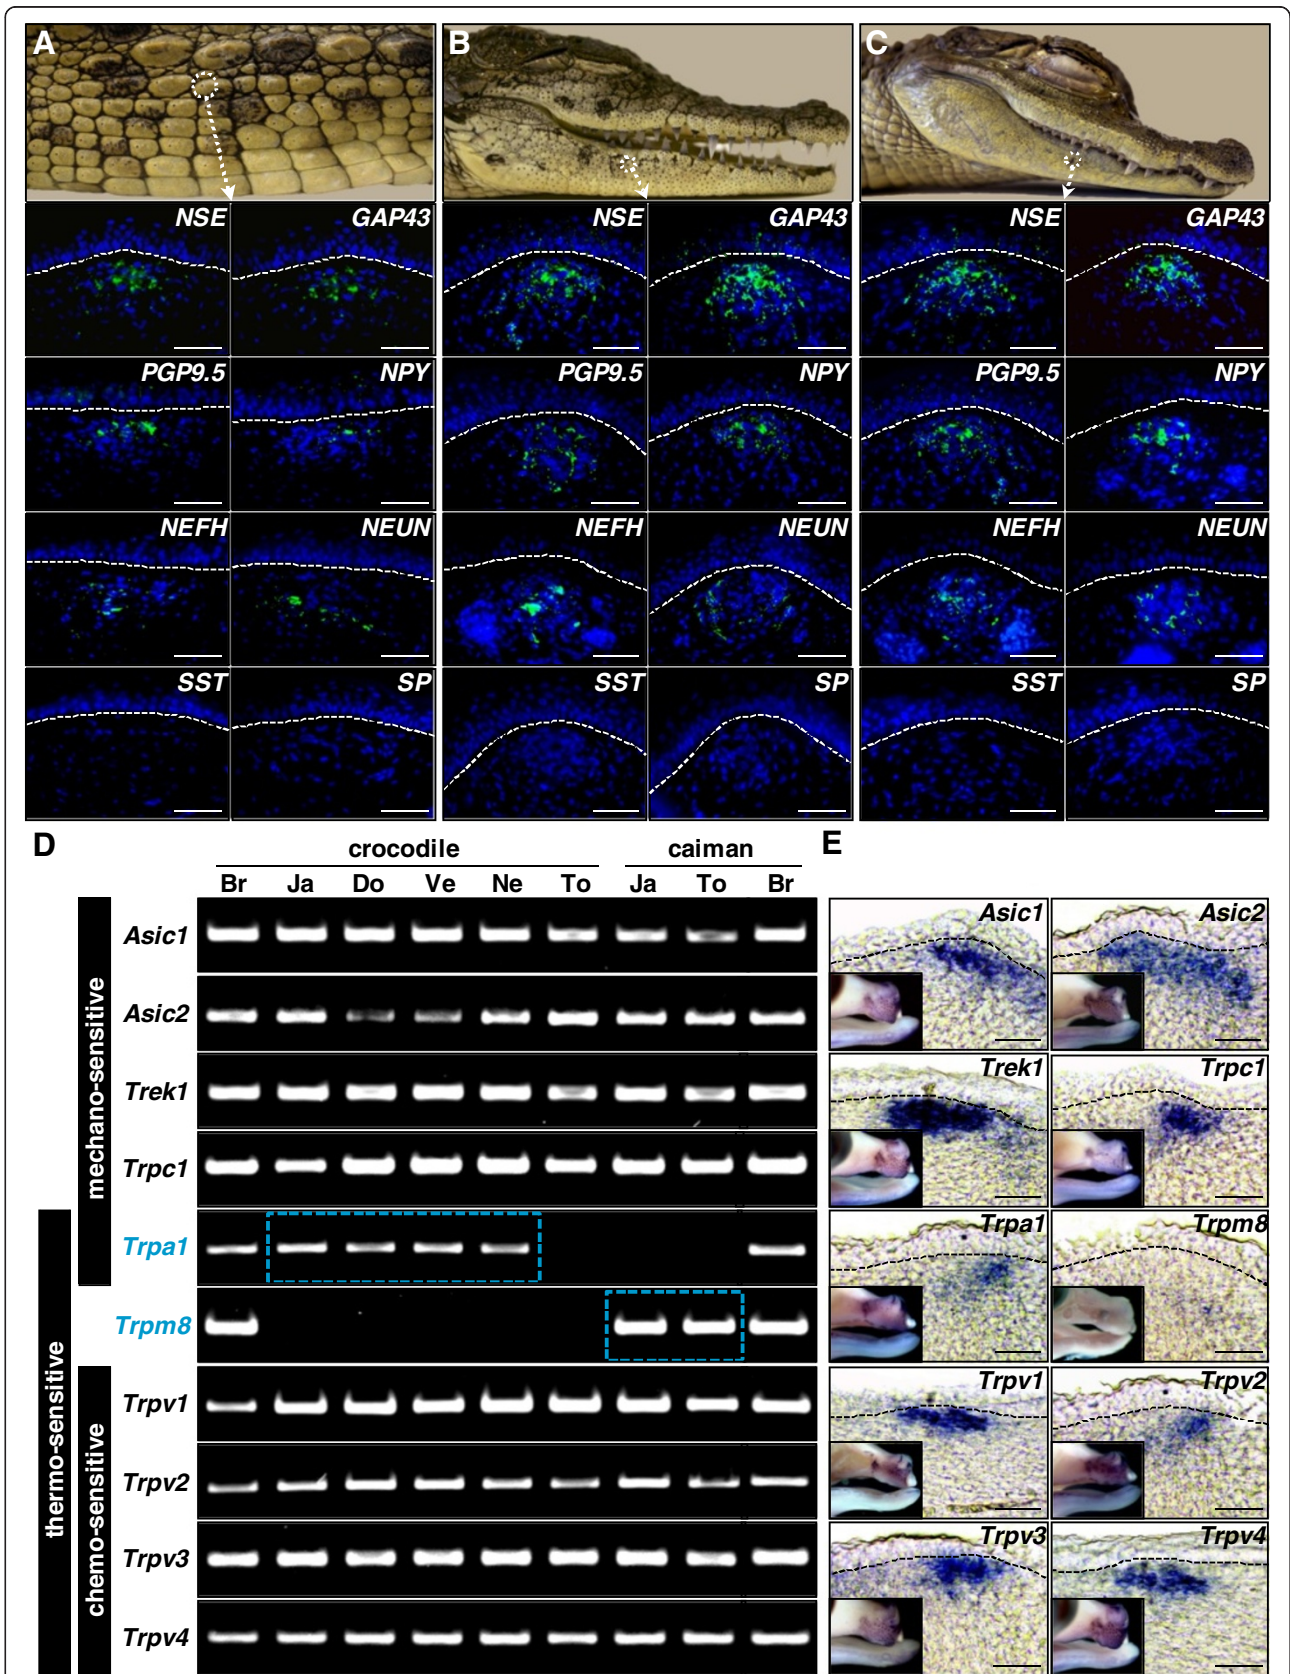 A B C
NSE GAP43 NSE GAP43 NSE GAP43
PGP9.5 NPY PGP9.5 NPY PGP9.5 NPY
NEFH NEUN NEFH NEUN NEFH NEUN
SST SP SST SP SST SP
D
crocodile caiman
Br Ja Do Ve Ne To Ja To Br
mechano-sensitive
thermo-sensitive
chemo-sensitive
Asic1
Asic2
Trek1
Trpc1
Trpa1
Trpm8
Trpv1
Trpv2
Trpv3
Trpv4
E
Asic1 Asic2
Trek1 Trpc1
Trpa1 Trpm8
Trpv1 Trpv2
Trpv3 Trpv4